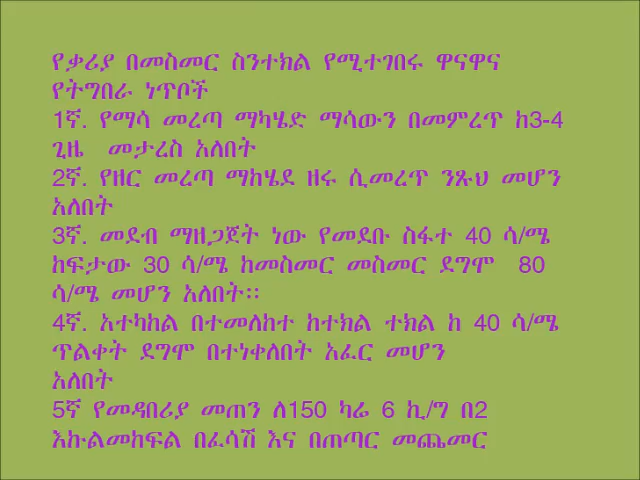 የቃሪያ በመስመር ስንተክል የሚተገበሩ ዋናዋና
የትግበራ ነጥቦች
1ኛ. የማሳ መረጣ ማካሄድ ማሳውን በመምረጥ ከ3-4
ጊዜ መታረስ አለበት
2ኛ. የዘር መረጣ ማከሄደ ዘሩ ሲመረጥ ንጹህ መሆን
አለበት
3ኛ. መደብ ማዘጋጀት ነው የመደቡ ስፋተ 40 ሳ/ሜ
ከፍታው 30 ሳ/ሜ ከመስመር መስመር ደግሞ 80
ሳ/ሜ መሆን አለበት፡፡
4ኛ. አተካከል በተመለከተ ከተክል ተክል ከ 40 ሳ/ሜ
ጥልቀት ደግሞ በተነቀለበት አፈር መሆን
አለበት
5ኛ የመዳበሪያ መጠን ለ150 ካሬ 6 ኪ/ግ በ2
እኩልመከፍል በፈሳሽ እና በጠጣር መጨመር